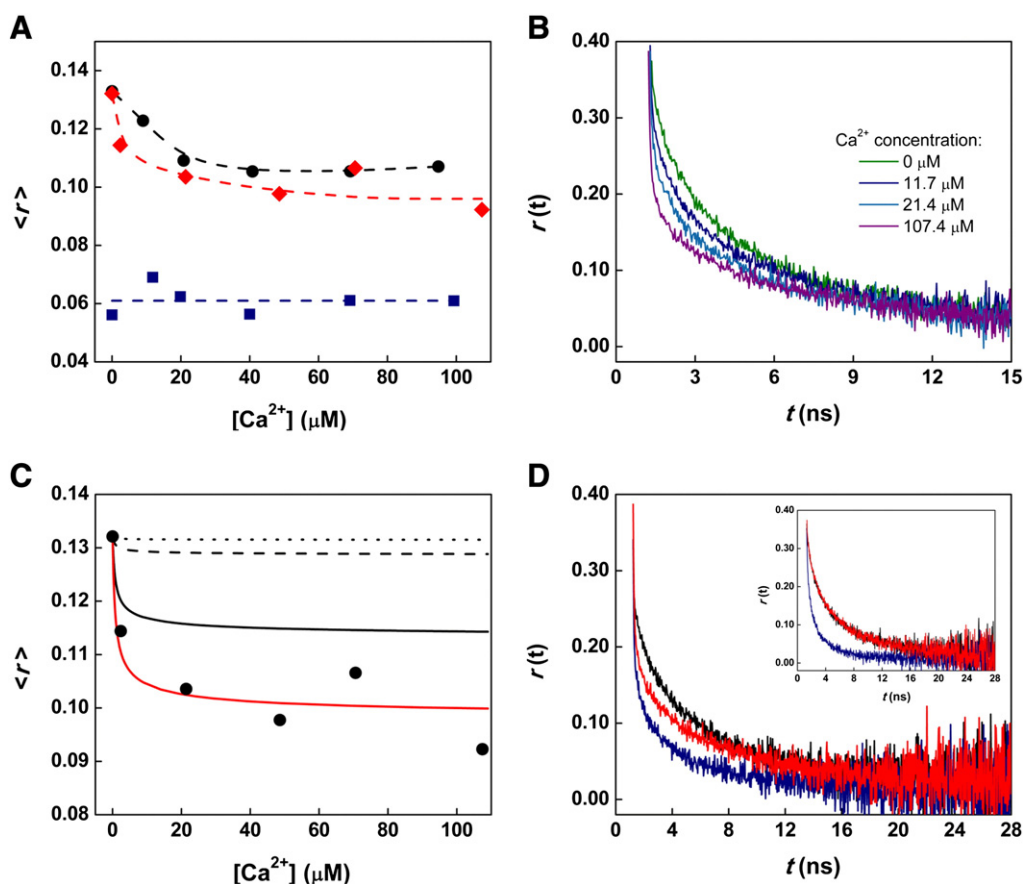 A
0.14
0.12
0.10
0.08
0.06
0.04
<r>
0 20 40 60 80 100
[Ca²⁺] (μM)
B
0.40
0.30
0.20
0.10
0.00
r (t)
Ca²⁺ concentration:
0 μM
11.7 μM
21.4 μM
107.4 μM
0 3 6 9 12 15
t (ns)
C
0.14
0.13
0.12
0.11
0.10
0.09
0.08
<r>
0 20 40 60 80 100
[Ca²⁺] (μM)
D
0.40
0.30
0.20
0.10
0.00
r (t)
0.40
0.30
0.20
0.10
0.00
r (t)
0 4 8 12 16 20 24 28
t (ns)
0 4 8 12 16 20 24 28
t (ns)